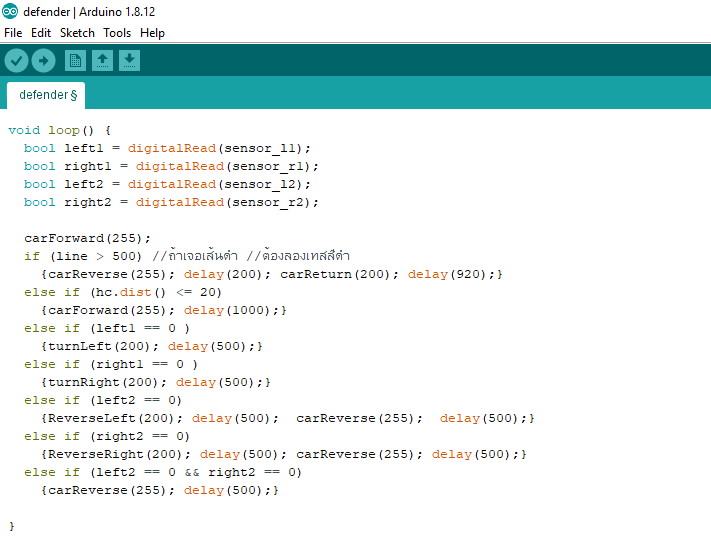 defender | Arduino 1.8.12
File Edit Sketch Tools Help
defender §
void loop() {
bool left1 = digitalRead(sensor_l1);
bool right1 = digitalRead(sensor_r1);
bool left2 = digitalRead(sensor_l2);
bool right2 = digitalRead(sensor_r2);
carForward(255);
if (line > 500) //ถ้าเจอเส้นดำ //ต้องลองเทสสีดำ
{carReverse(255); delay(200); carReturn(200); delay(920);}
else if (hc.dist() <= 20)
{carForward(255); delay(1000);}
else if (left1 == 0 )
{turnLeft(200); delay(500);}
else if (right1 == 0 )
{turnRight(200); delay(500);}
else if (left2 == 0)
{ReverseLeft(200); delay(500);  carReverse(255);  delay(500);}
else if (right2 == 0)
{ReverseRight(200); delay(500); carReverse(255); delay(500);}
else if (left2 == 0 && right2 == 0)
{carReverse(255); delay(500);}
}